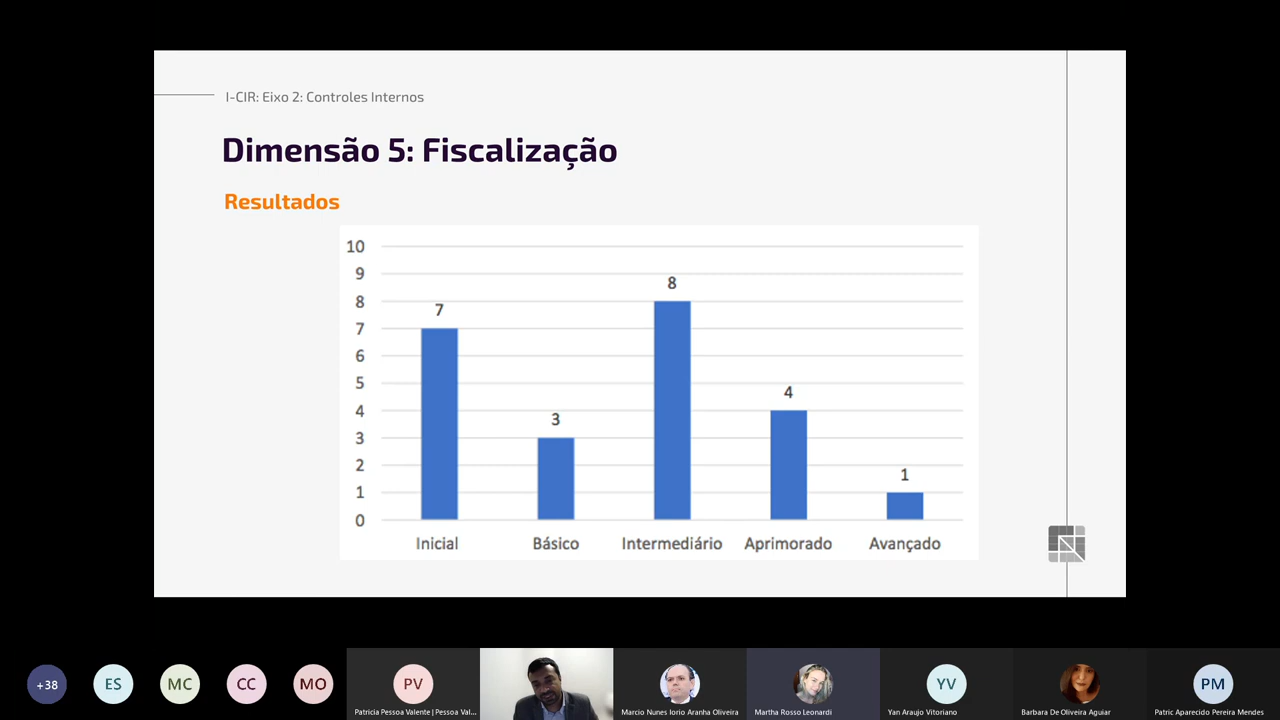 I-CIR: Eixo 2: Controles Internos
Dimensão 5: Fiscalização
Resultados
10
9
8
7
6
5
4
3
2
1
0
7
3
8
4
1
Inicial
Básico
Intermediário
Aprimorado
Avançado
+38
ES
MC
CC
MO
PV
YV
PM
Patricia Pessoa Valente | Pessoa Val...
Marcio Nunes Iorio Aranha Oliveira
Martha Rosso Leonardi
Yan Araujo Vitoriano
Barbara De Oliveira Aguiar
Patric Aparecido Pereira Mendes